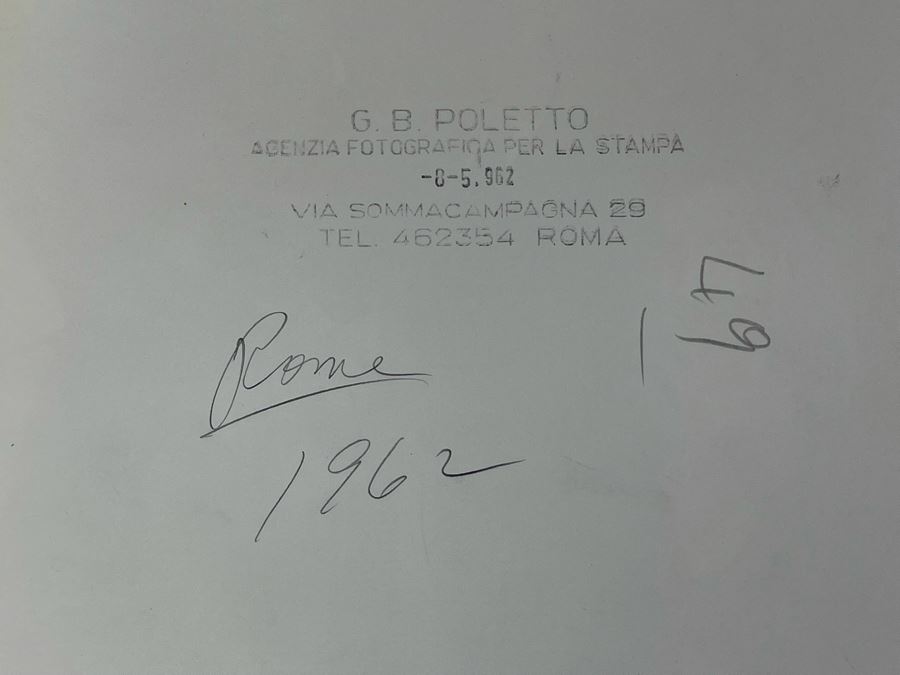 G. B. POLETTO
AGENZIA FOTOGRAFICA PER LA STAMPA
-8-5.962
VIA SOMMACAMPAGNA 29
TEL. 462354 ROMA
Rome
1962